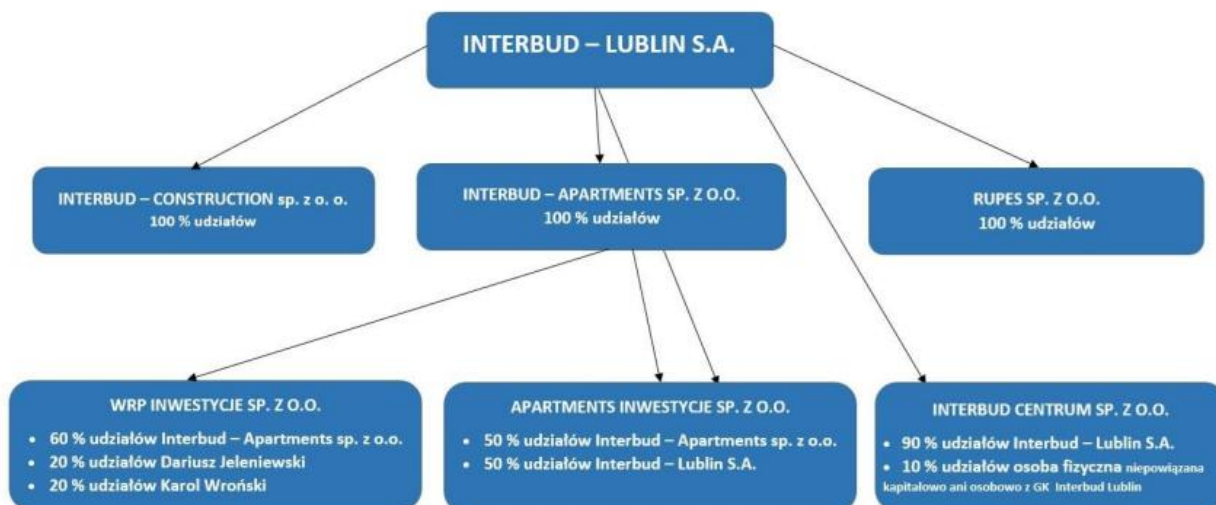 INTERBUD – LUBLIN S.A.
INTERBUD – CONSTRUCTION sp. z o. o.
100 % udziałów
INTERBUD – APARTMENTS SP. Z O.O.
100 % udziałów
RUPES SP. Z O.O.
100 % udziałów
WRP INWESTYCJE SP. Z O.O.
• 60 % udziałów Interbud – Apartments sp. z o.o.
• 20 % udziałów Dariusz Jeleniewski
• 20 % udziałów Karol Wroński
APARTMENTS INWESTYCJE SP. Z O.O.
• 50 % udziałów Interbud – Apartments sp. z o.o.
• 50 % udziałów Interbud – Lublin S.A.
INTERBUD CENTRUM SP. Z O.O.
• 90 % udziałów Interbud – Lublin S.A.
• 10 % udziałów osoba fizyczna niepowiązana
kapitałowo ani osobowo z GK Interbud Lublin